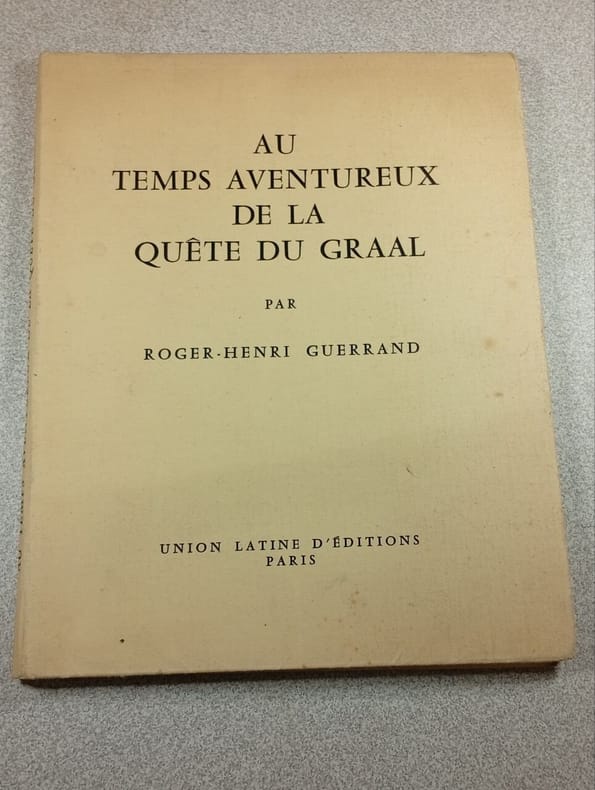 AU
TEMPS AVENTUREUX
DE LA
QUÊTE DU GRAAL
PAR
ROGER-HENRI GUERRAND
UNION LATINE D'ÉDITIONS
PARIS